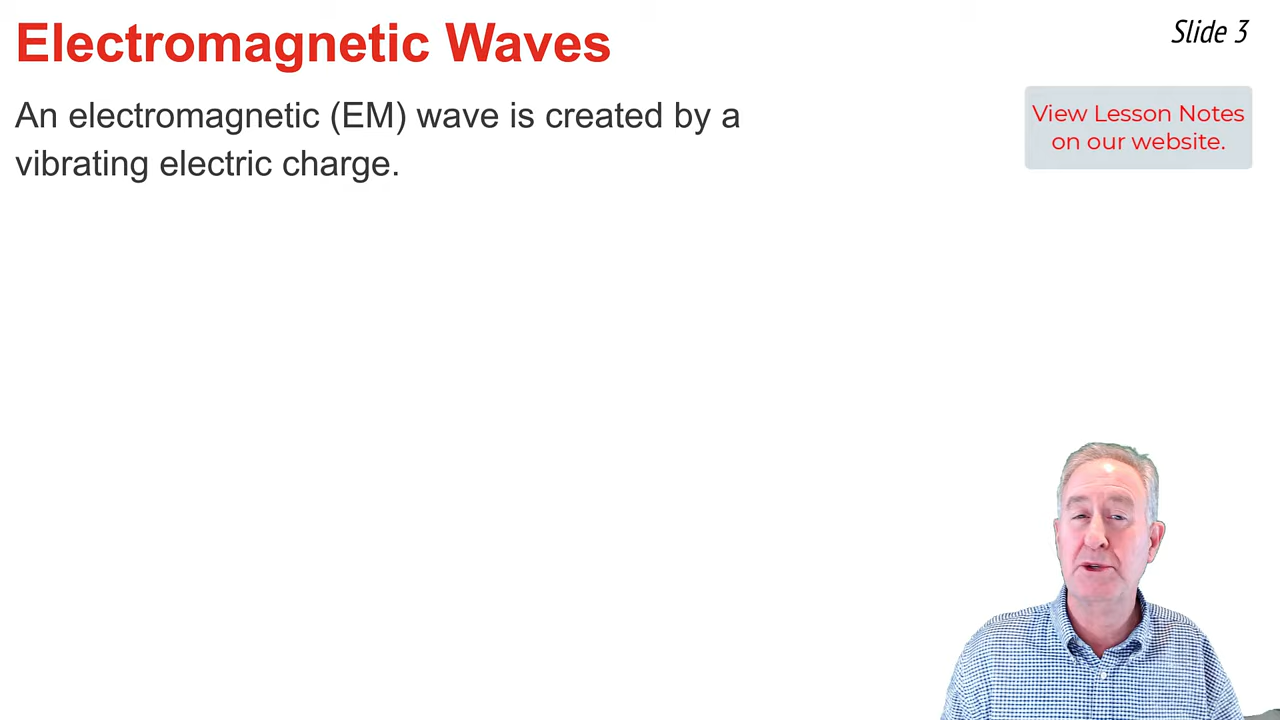 Electromagnetic Waves
Slide 3
An electromagnetic (EM) wave is created by a
vibrating electric charge.
View Lesson Notes
on our website.